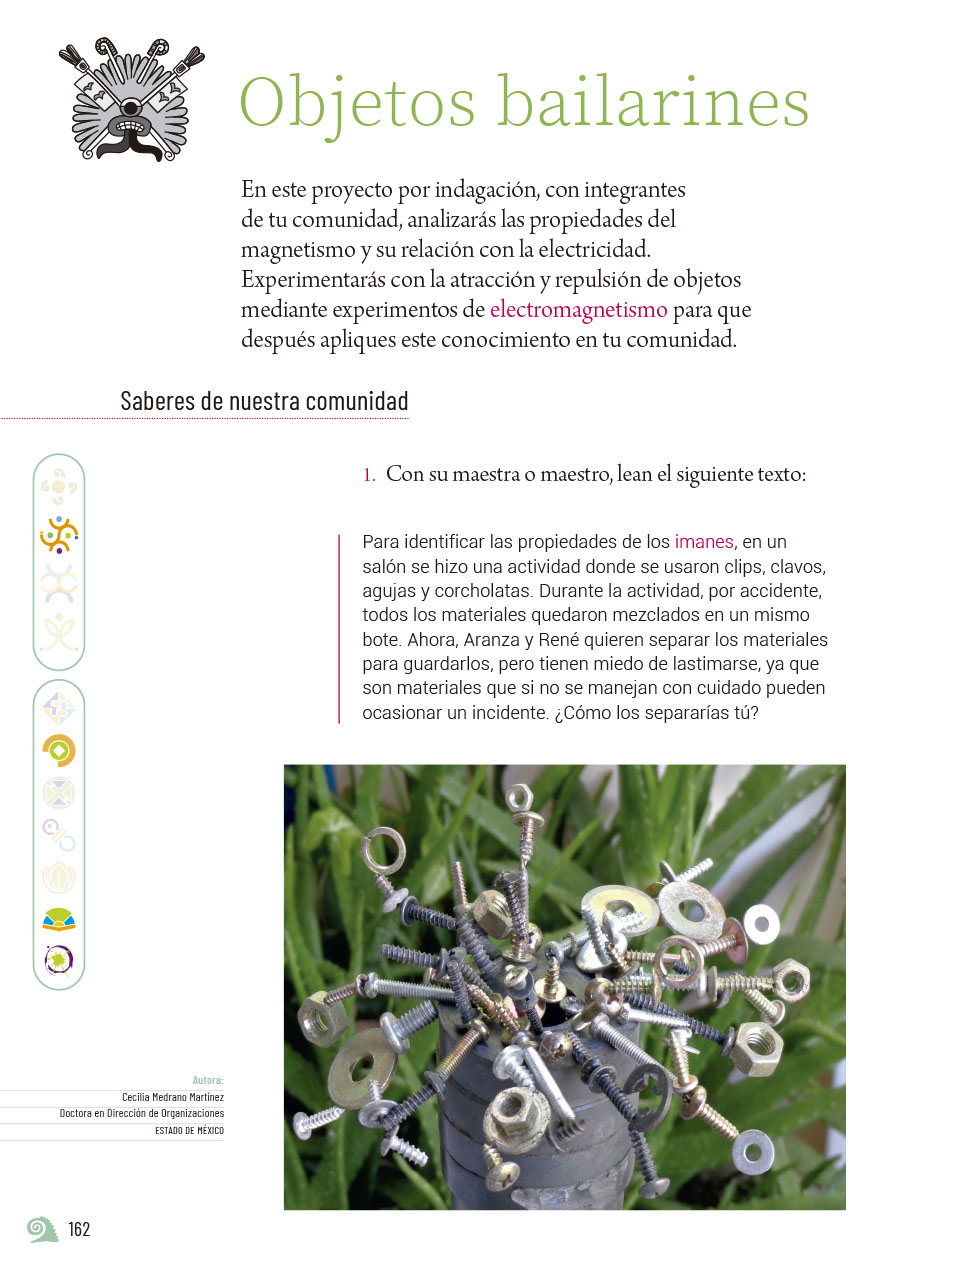 Objetos bailarines
En este proyecto por indagación, con integrantes
de tu comunidad, analizarás las propiedades del
magnetismo y su relación con la electricidad.
Experimentarás con la atracción y repulsión de objetos
mediante experimentos de electromagnetismo para que
después apliques este conocimiento en tu comunidad.
Saberes de nuestra comunidad
1. Con su maestra o maestro, lean el siguiente texto:
Para identificar las propiedades de los imanes, en un
salón se hizo una actividad donde se usaron clips, clavos,
agujas y corcholatas. Durante la actividad, por accidente,
todos los materiales quedaron mezclados en un mismo
bote. Ahora, Aranza y René quieren separar los materiales
para guardarlos, pero tienen miedo de lastimarse, ya que
son materiales que si no se manejan con cuidado pueden
ocasionar un incidente. ¿Cómo los separarías tú?
Autora:
Cecilia Medrano Martínez
Doctora en Dirección de Organizaciones
ESTADO DE MÉXICO
162